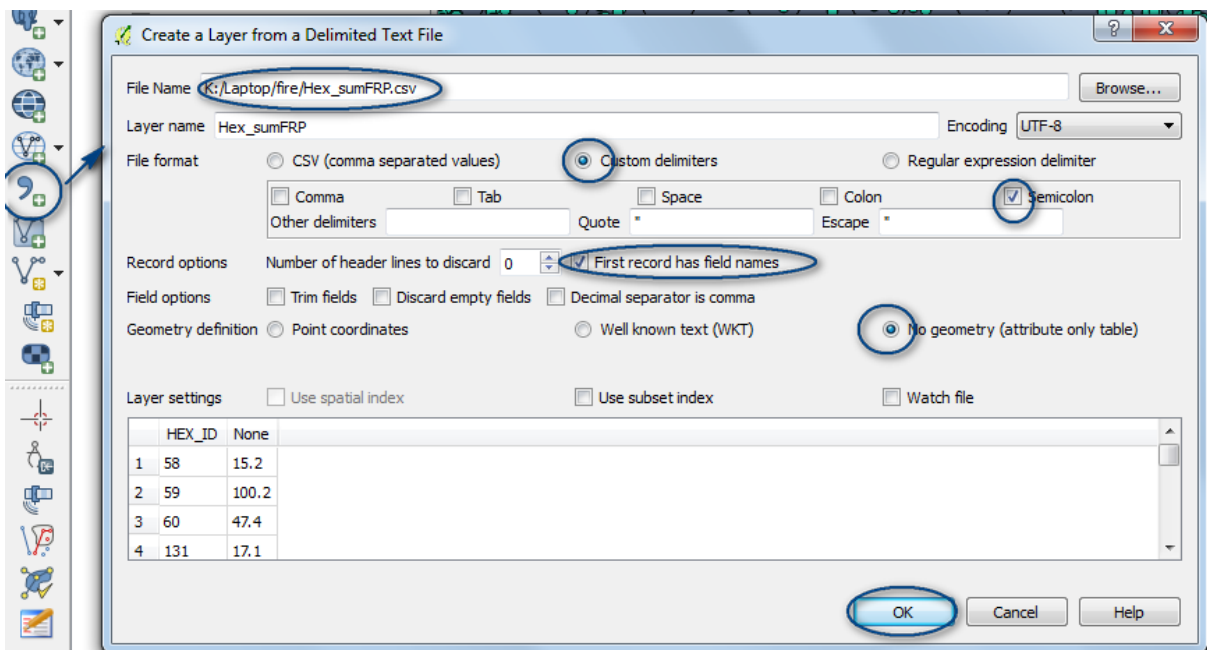 Create a Layer from a Delimited Text File
File Name K:/Laptop/fire/Hex_sumFRP.csv Browse...
Layer name Hex_sumFRP Encoding UTF-8
File format CSV (comma separated values) Custom delimiters Regular expression delimiter
Comma Tab Space Colon Semicolon
Other delimiters Quote " Escape "
Record options Number of header lines to discard 0 First record has field names
Field options Trim fields Discard empty fields Decimal separator is comma
Geometry definition Point coordinates Well known text (WKT) No geometry (attribute only table)
Layer settings Use spatial index Use subset index Watch file
HEX_ID None
1 58 15.2
2 59 100.2
3 60 47.4
4 131 17.1
OK Cancel Help